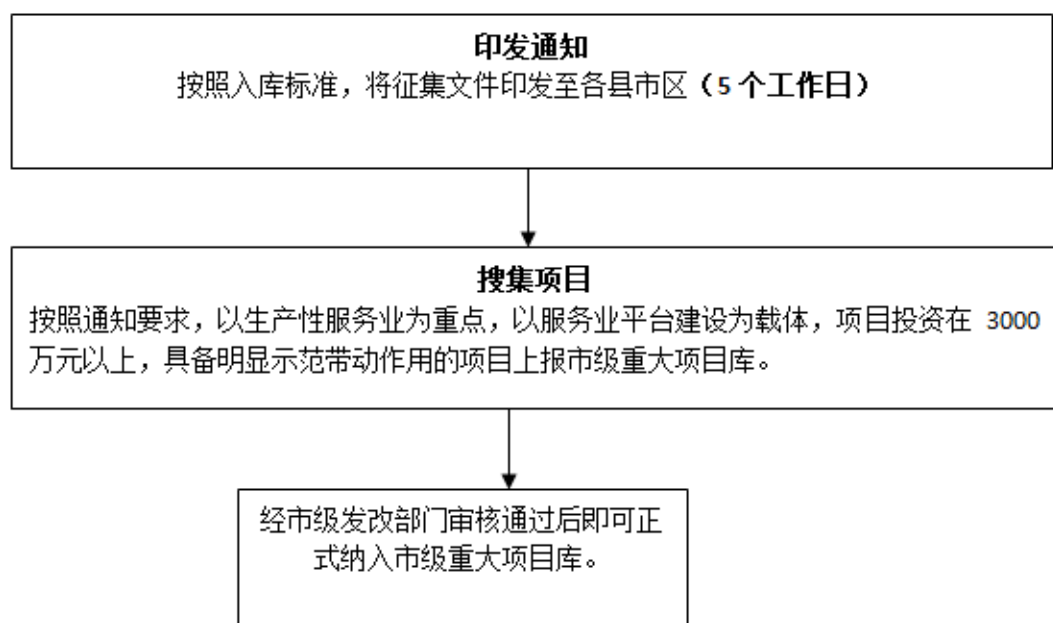 印发通知
按照入库标准，将征集文件印发至各县市区（5 个工作日）
搜集项目
按照通知要求，以生产性服务业为重点，以服务业平台建设为载体，项目投资在 3000
万元以上，具备明显示范带动作用的项目上报市级重大项目库。
经市级发改部门审核通过后即可正
式纳入市级重大项目库。